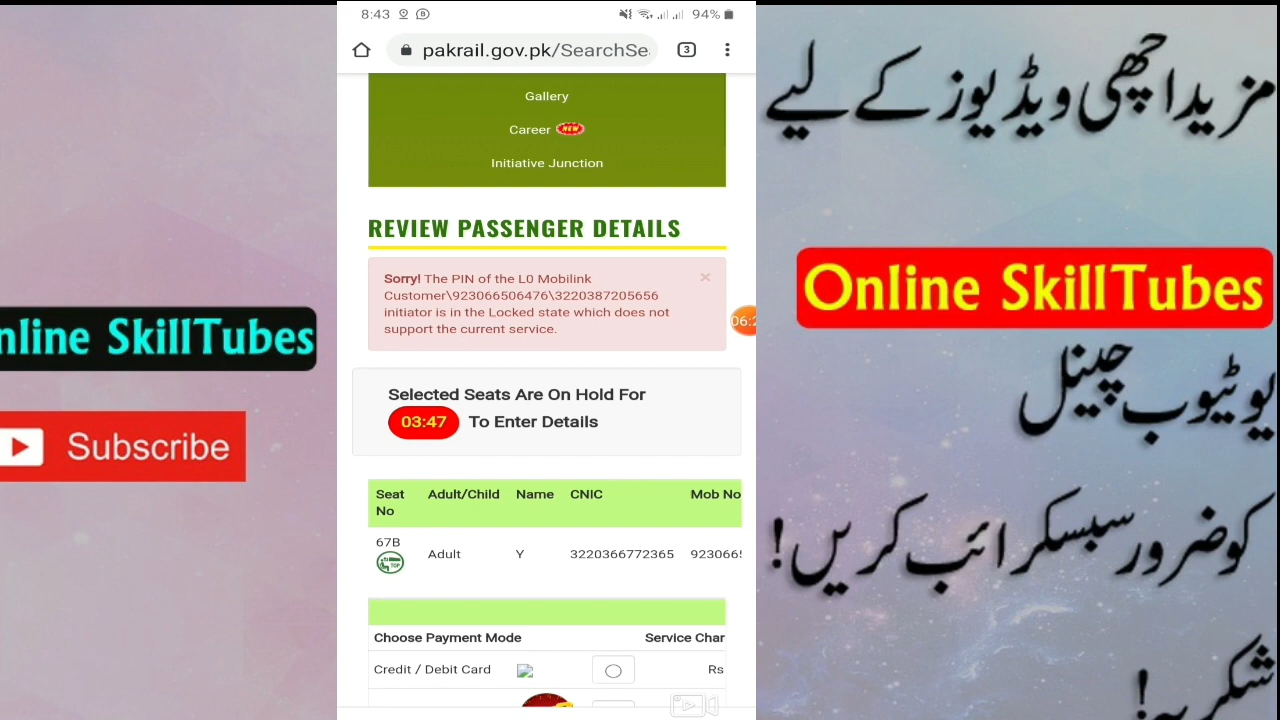 8:43
94%
pakrail.gov.pk/SearchSe
3
Gallery
Career NEW
Initiative Junction
REVIEW PASSENGER DETAILS
Sorry! The PIN of the L0 Mobilink
Customer\923066506476\3220387205656
initiator is in the Locked state which does not
support the current service.
×
06:2
Selected Seats Are On Hold For
03:47 To Enter Details
Seat No Adult/Child Name CNIC Mob No
67B Adult Y 3220366772365 923066
TOP
Choose Payment Mode Service Char
Credit / Debit Card Rs
nline SkillTubes
Subscribe
مزید اچھی ویڈیوز کے لیے
Online SkillTubes
یوٹیوب چینل
کو ضرور سبسکرائب کریں!
شکریہ!